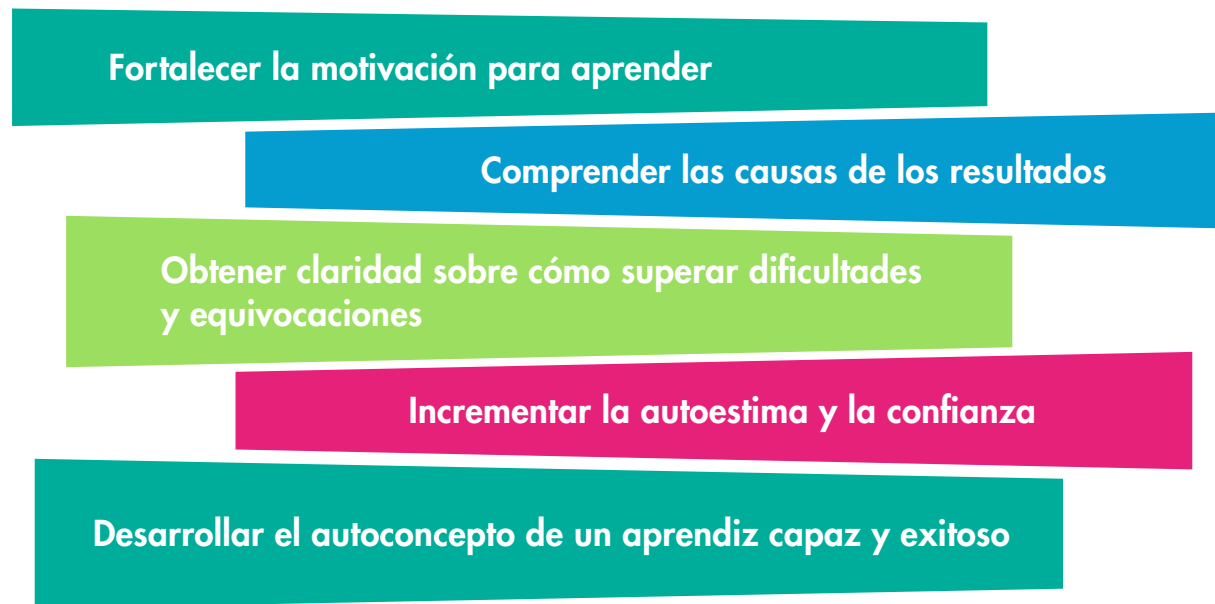 Fortalecer la motivación para aprender
Comprender las causas de los resultados
Obtener claridad sobre cómo superar dificultades
y equivocaciones
Incrementar la autoestima y la confianza
Desarrollar el autoconcepto de un aprendiz capaz y exitoso